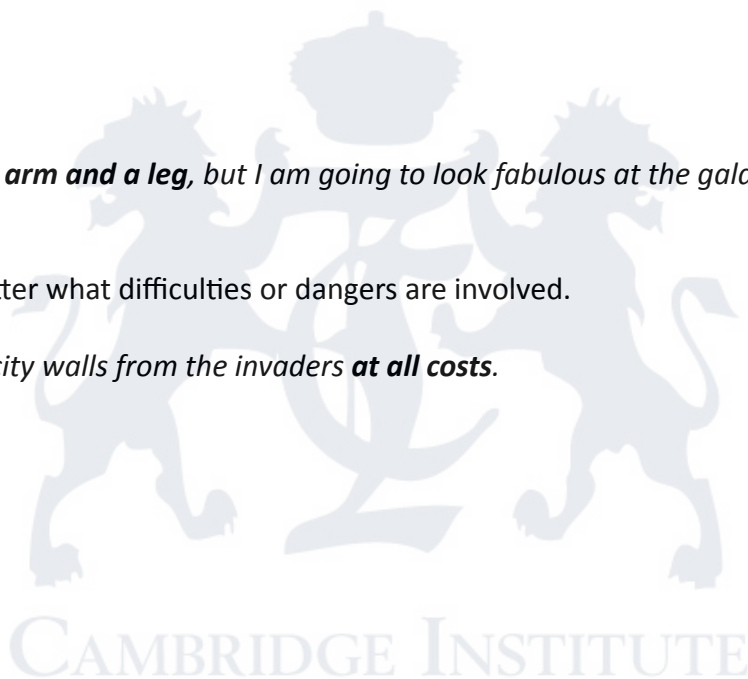 arm and a leg, but I am going to look fabulous at the gala
ter what difficulties or dangers are involved.
city walls from the invaders at all costs.
CAMBRIDGE INSTITUTE